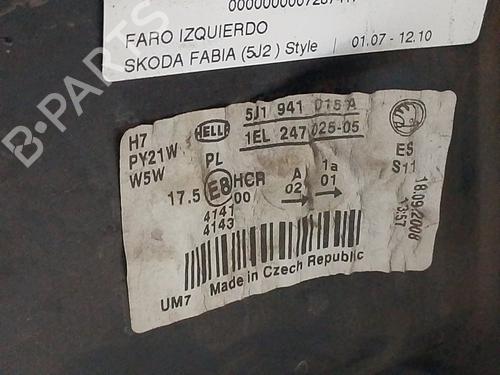 FARO IZQUIERDO
SKODA FABIA (5J2 ) Style
01.07 - 12.10
H7
PY21W
W5W
HELLA
PL
5J1 941 015 A
1EL 247 025-05
17.5
E8
HCR
00
A
02
1a
01
ES
S11
4141
4143
18.09.2008
13:57
UM7
Made in Czech Republic
B-PARTS